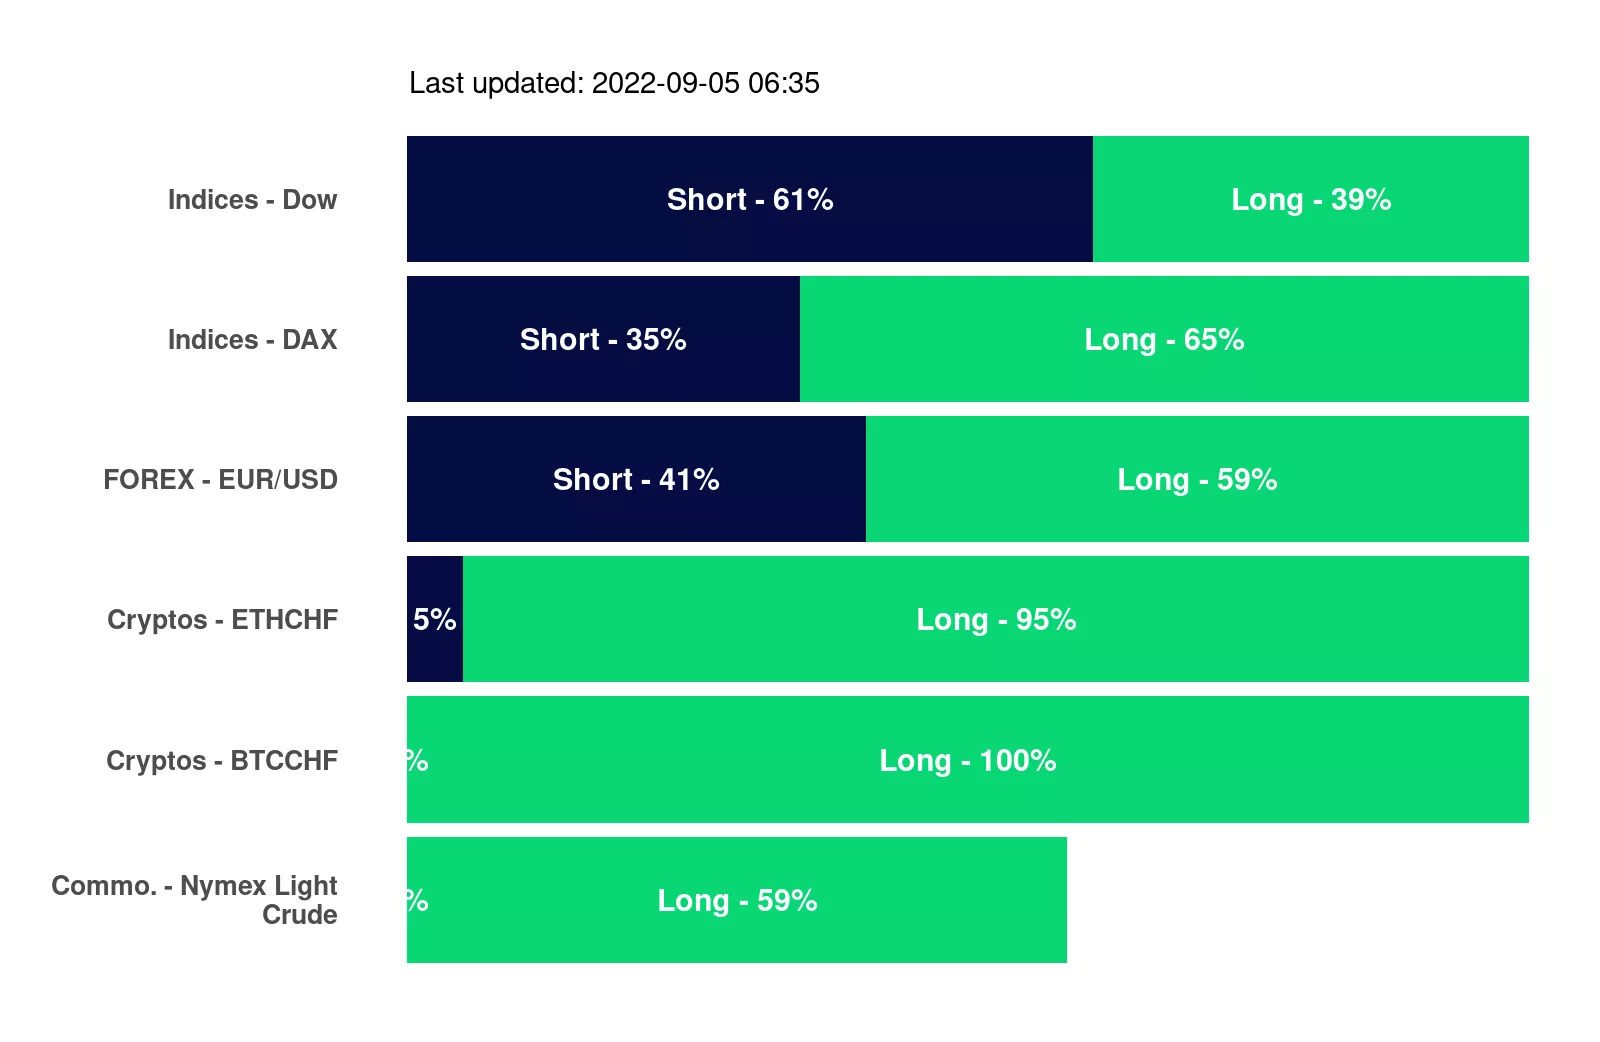 Last updated: 2022-09-05 06:35
Indices - Dow
Short - 61%
Long - 39%
Indices - DAX
Short - 35%
Long - 65%
FOREX - EUR/USD
Short - 41%
Long - 59%
Cryptos - ETHCHF
5%
Long - 95%
Cryptos - BTCCHF
%
Long - 100%
Commo. - Nymex Light
Crude
%
Long - 59%